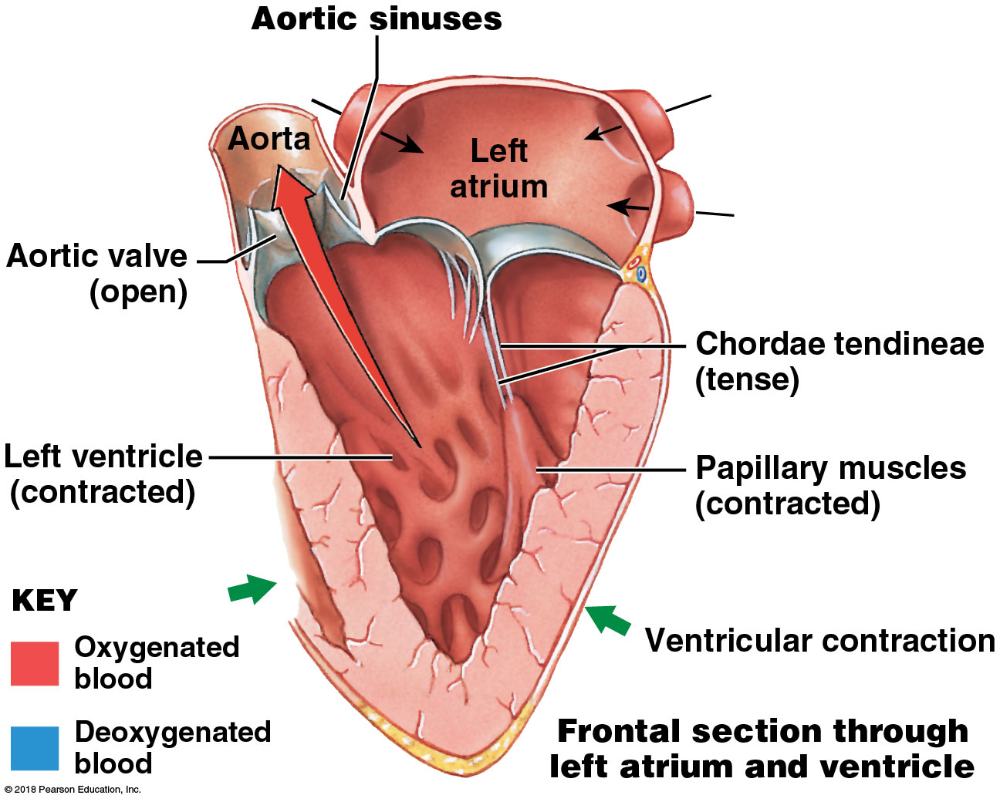 Aortic sinuses
Aorta
Left
atrium
Aortic valve
(open)
Chordae tendineae
(tense)
Left ventricle
(contracted)
Papillary muscles
(contracted)
KEY
Oxygenated
blood
Deoxygenated
blood
Ventricular contraction
Frontal section through
left atrium and ventricle
© 2018 Pearson Education, Inc.